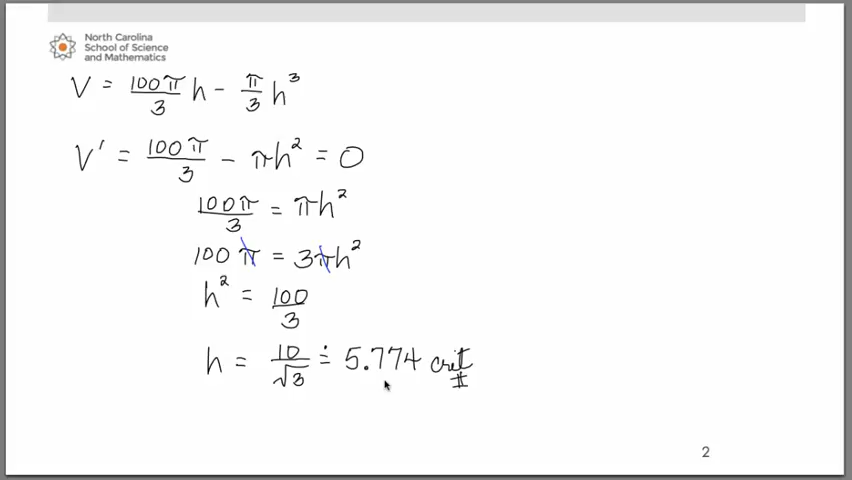 North Carolina
School of Science
and Mathematics
V = 100π/3 h - π/3 h³
V' = 100π/3 - πh² = 0
100π/3 = πh²
100π = 3πh²
h² = 100/3
h = 10/√3 ≐ 5.774 crit #
2